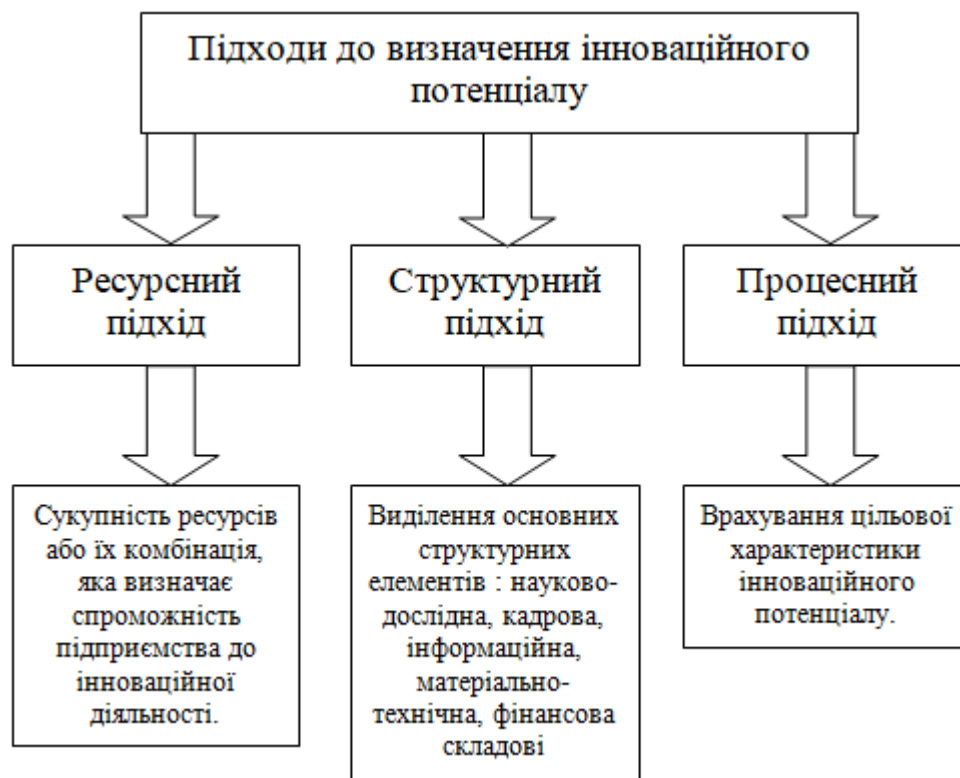 Підходи до визначення інноваційного
потенціалу
Ресурсний
підхід
Структурний
підхід
Процесний
підхід
Сукупність ресурсів
або їх комбінація,
яка визначає
спроможність
підприємства до
інноваційної
діяльності.
Виділення основних
структурних
елементів : науково-
дослідна, кадрова,
інформаційна,
матеріально-
технічна, фінансова
складові
Врахування цільової
характеристики
інноваційного
потенціалу.